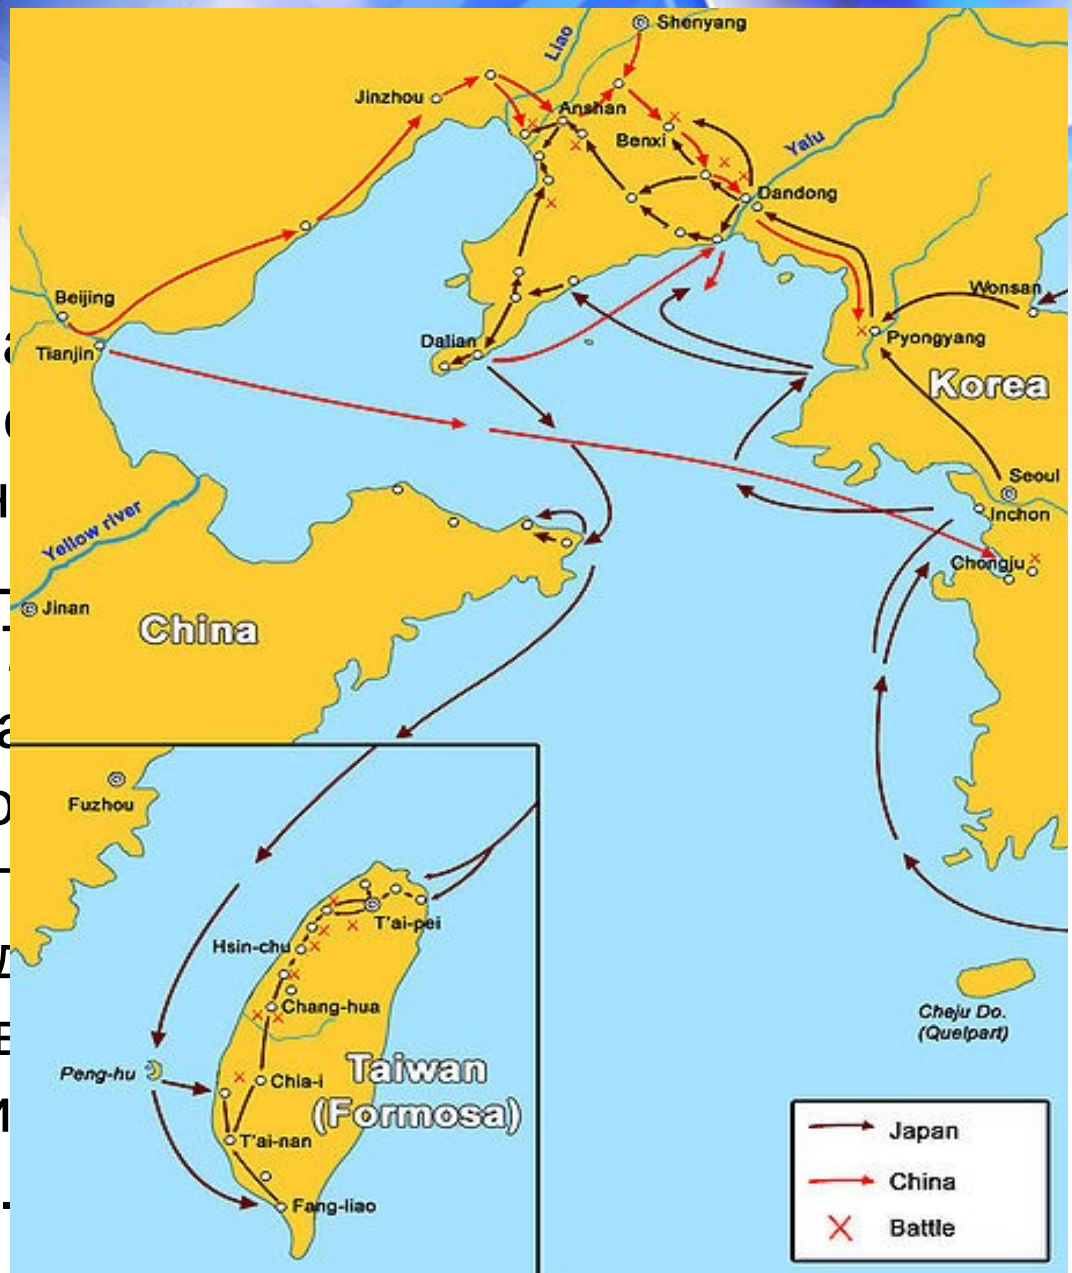 Shenyang
Liao
Jinzhou
Anshan
Benxi
Yalu
Dandong
Beijing
Wonsan
Tianjin
Dalian
Pyongyang
Korea
Seoul
Inchon
Yellow river
Chongju
Jinan
China
Fuzhou
T'ai-pei
Hsin-chu
Chang-hua
Cheju Do.
(Quelpart)
Peng-hu
Chia-i
Taiwan
(Formosa)
T'ai-nan
Fang-liao
Japan
China
Battle